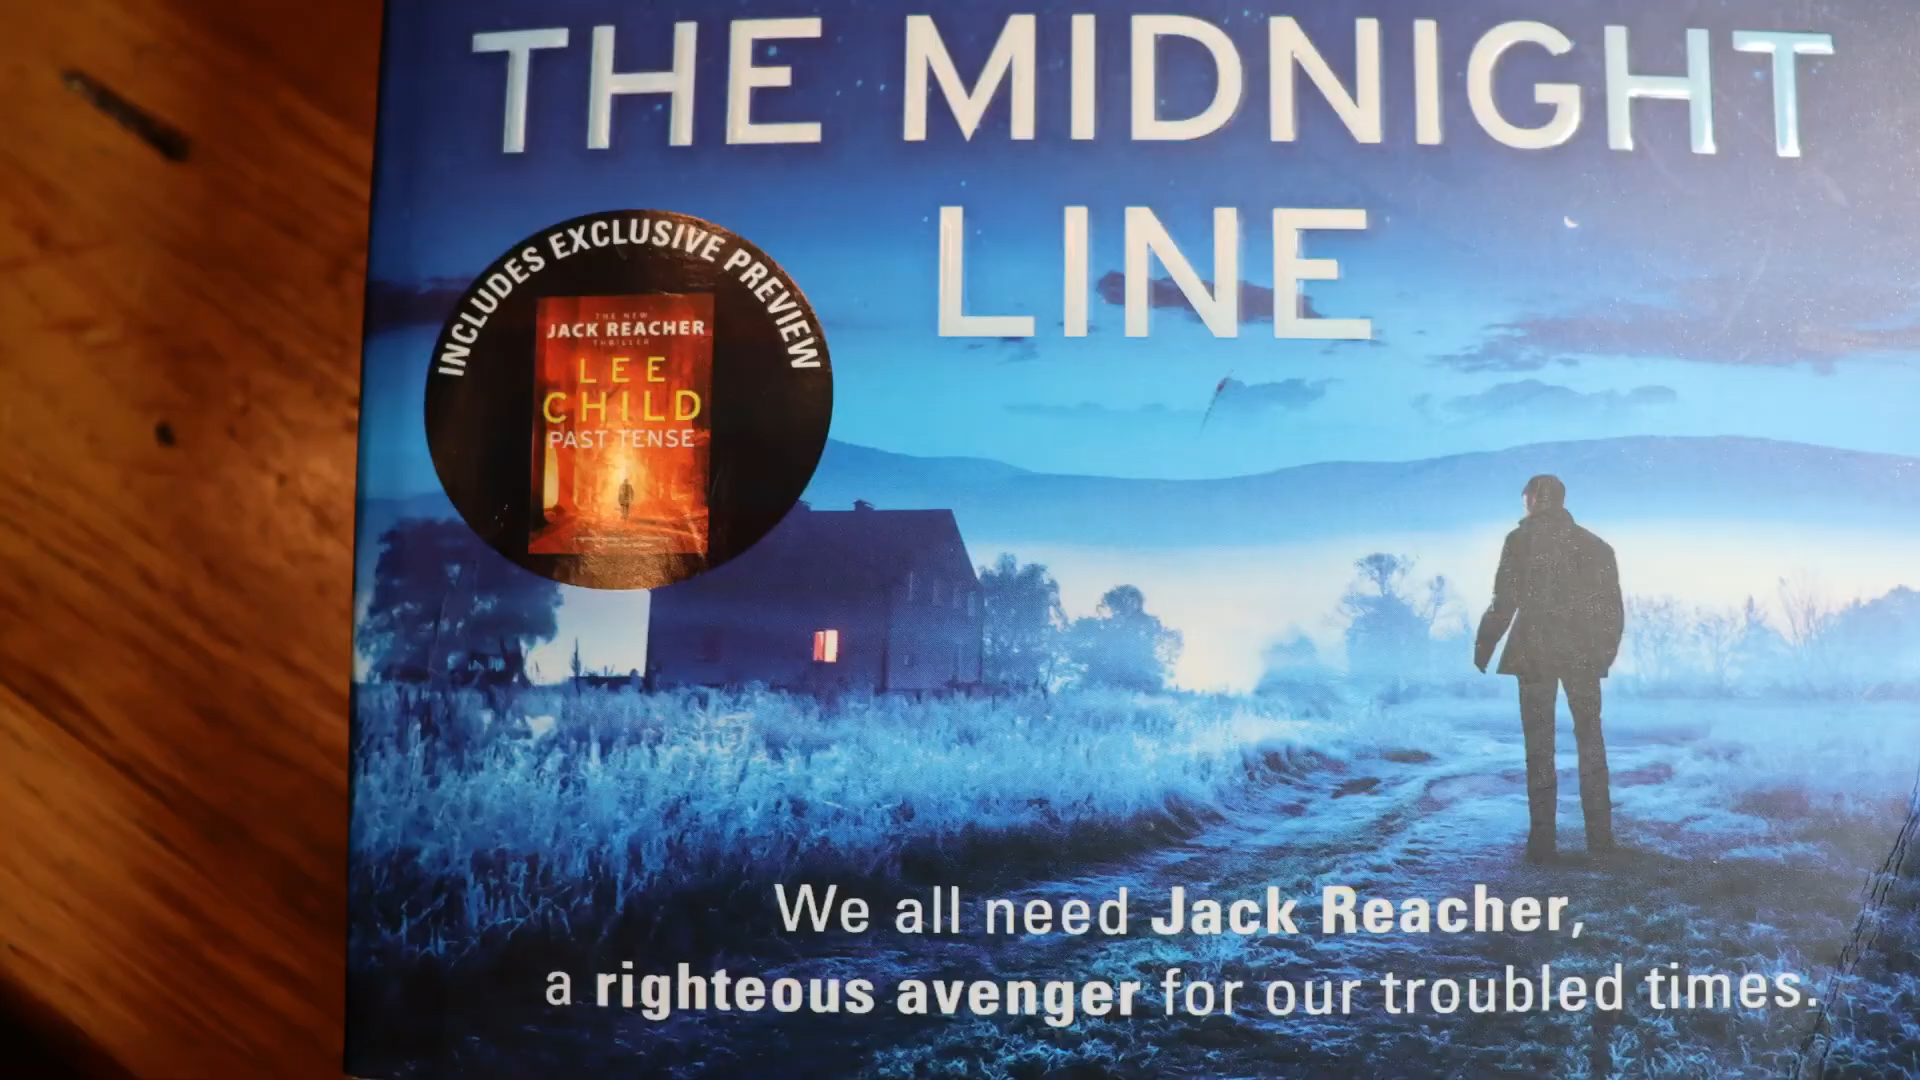 THE MIDNIGHT
LINE
INCLUDES EXCLUSIVE PREVIEW
THE NEW
JACK REACHER
THRILLER
LEE
CHILD
PAST TENSE
We all need Jack Reacher,
a righteous avenger for our troubled times.